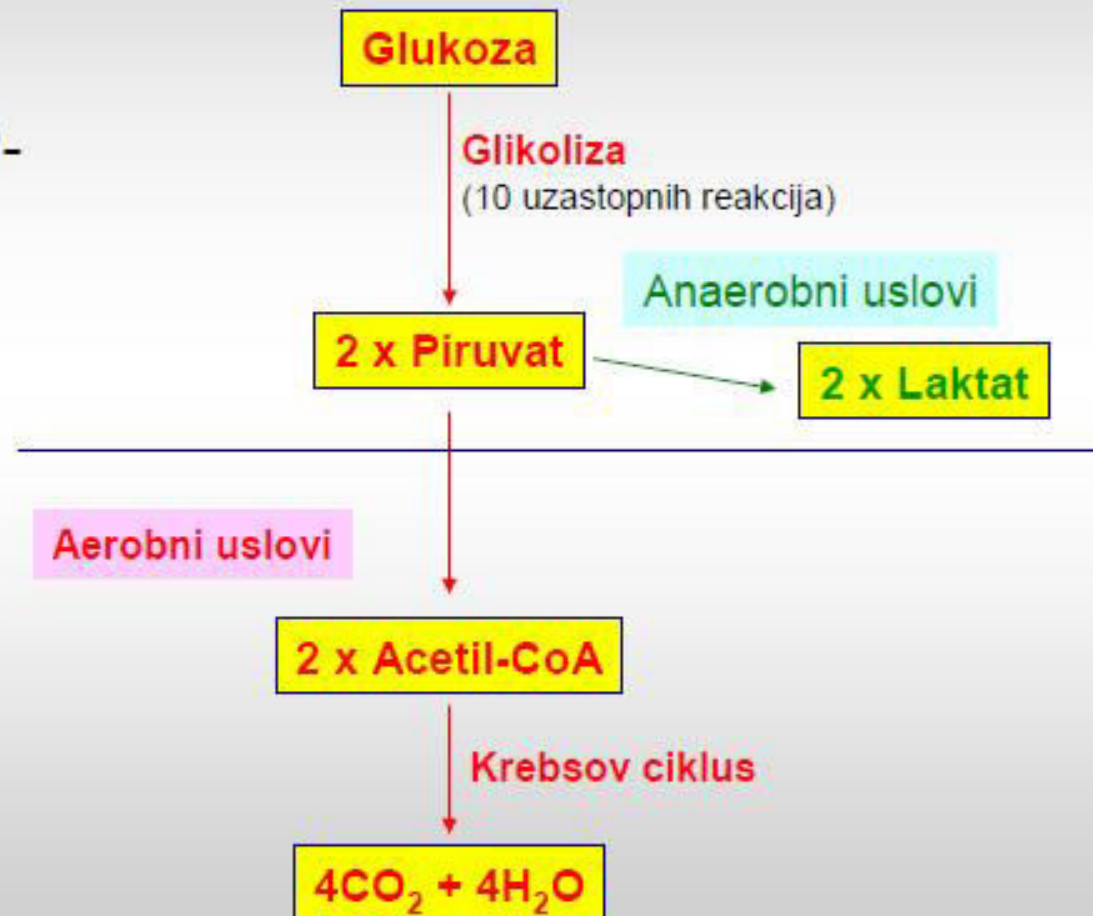 Glukoza
-
Glikoliza
(10 uzastopnih reakcija)
Anaerobni uslovi
2 x Piruvat
2 x Laktat
Aerobni uslovi
2 x Acetil-CoA
Krebsov ciklus
4CO₂ + 4H₂O